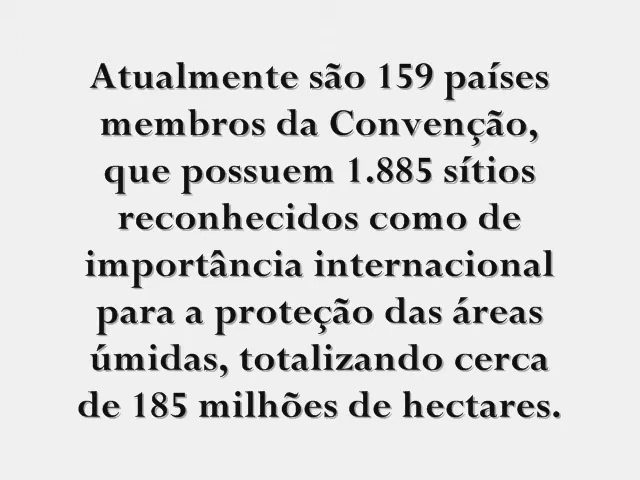 Atualmente são 159 países
membros da Convenção,
que possuem 1.885 sítios
reconhecidos como de
importância internacional
para a proteção das áreas
úmidas, totalizando cerca
de 185 milhões de hectares.